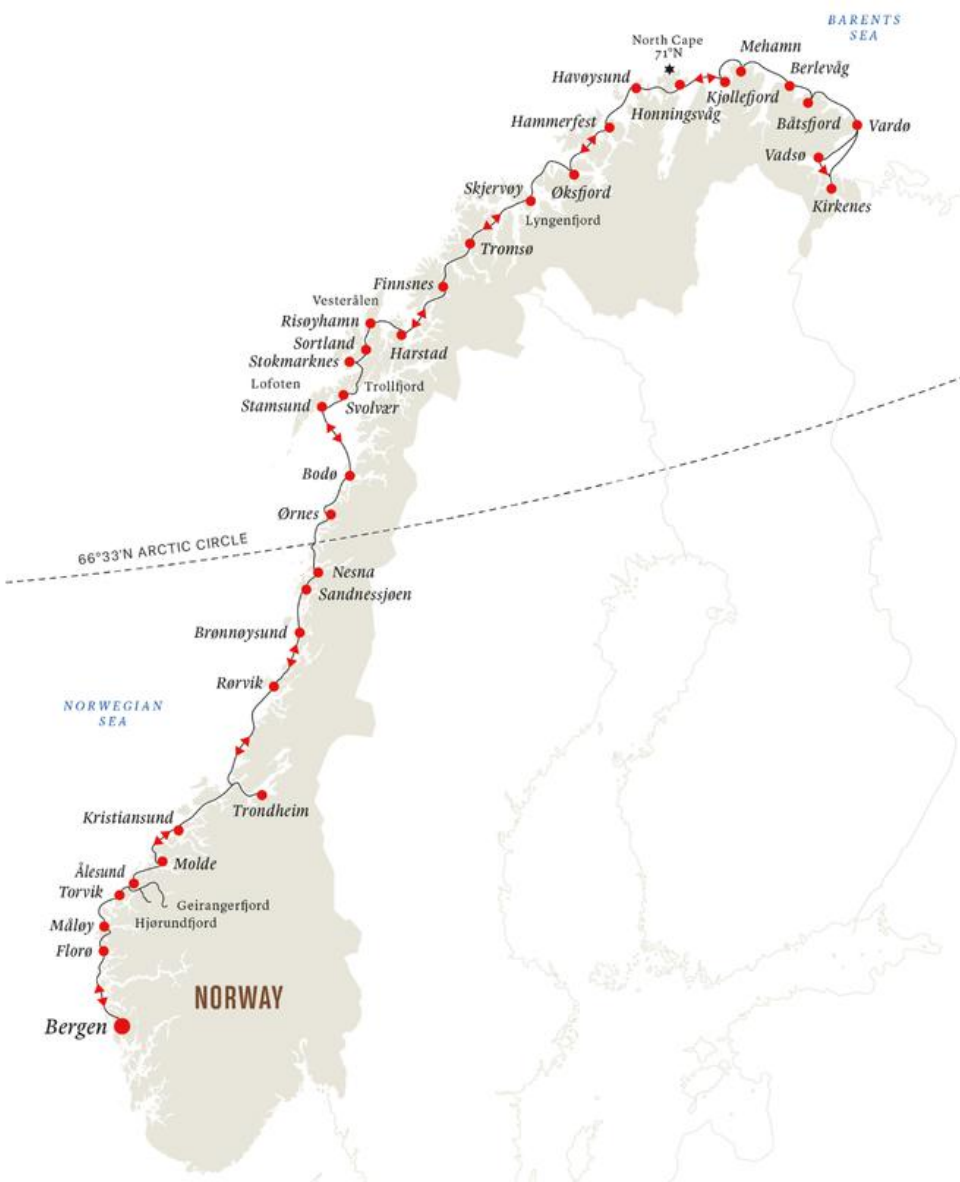 BARENTS
SEA
North Cape
71°N
Mehamn
Berlevåg
Havøysund
Kjøllefjord
Honningsvåg
Hammerfest
Båtsfjord
Vardø
Vadsø
Skjervøy
Øksfjord
Kirkenes
Lyngenfjord
Tromsø
Finnsnes
Vesterålen
Risøyhamn
Sortland
Harstad
Stokmarknes
Lofoten
Trollfjord
Stamsund
Svolvær
Bodø
Ørnes
66°33'N ARCTIC CIRCLE
Nesna
Sandnessjøen
Brønnøysund
Rørvik
NORWEGIAN
SEA
Trondheim
Kristiansund
Molde
Ålesund
Torvik
Geirangerfjord
Hjørundfjord
Måløy
Florø
NORWAY
Bergen